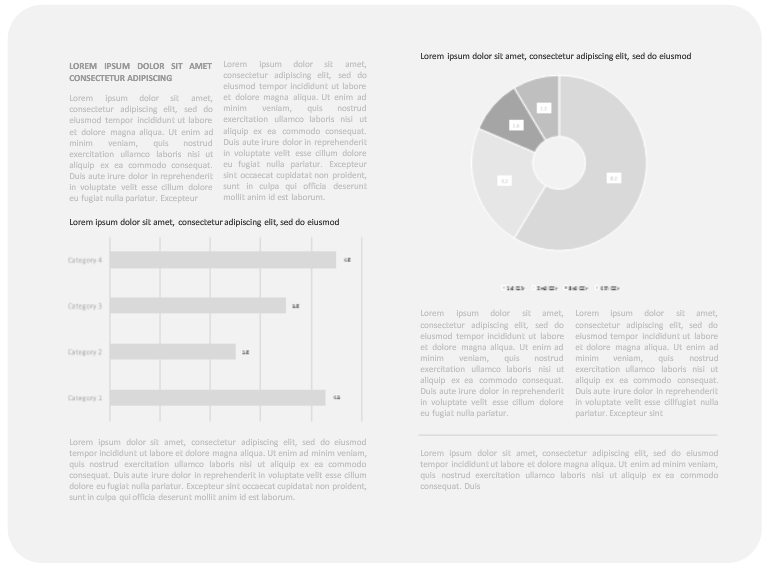 LOREM IPSUM DOLOR SIT AMET
CONSECTETUR ADIPISCING
Lorem ipsum dolor sit amet,
consectetur adipiscing elit, sed do
eiusmod tempor incididunt ut labore
et dolore magna aliqua. Ut enim ad
minim veniam, quis nostrud
exercitation ullamco laboris nisi ut
aliquip ex ea commodo consequat.
Duis aute irure dolor in reprehenderit
in voluptate velit esse cillum dolore
eu fugiat nulla pariatur. Excepteur
Lorem ipsum dolor sit amet,
consectetur adipiscing elit, sed do
eiusmod tempor incididunt ut labore
et dolore magna aliqua. Ut enim ad
minim veniam, quis nostrud
exercitation ullamco laboris nisi ut
aliquip ex ea commodo consequat.
Duis aute irure dolor in reprehenderit
in voluptate velit esse cillum dolore
eu fugiat nulla pariatur. Excepteur
sint occaecat cupidatat non proident,
sunt in culpa qui officia deserunt
mollit anim id est laborum.
Lorem ipsum dolor sit amet, consectetur adipiscing elit, sed do eiusmod
Category 4
Category 3
Category 2
Category 1
Lorem ipsum dolor sit amet, consectetur adipiscing elit, sed do eiusmod
tempor incididunt ut labore et dolore magna aliqua. Ut enim ad minim veniam,
quis nostrud exercitation ullamco laboris nisi ut aliquip ex ea commodo
consequat. Duis aute irure dolor in reprehenderit in voluptate velit esse cillum
dolore eu fugiat nulla pariatur. Excepteur sint occaecat cupidatat non proident,
sunt in culpa qui officia deserunt mollit anim id est laborum.
Lorem ipsum dolor sit amet, consectetur adipiscing elit, sed do eiusmod
Lorem ipsum dolor sit amet,
consectetur adipiscing elit, sed do
eiusmod tempor incididunt ut labore
et dolore magna aliqua. Ut enim ad
minim veniam, quis nostrud
exercitation ullamco laboris nisi ut
aliquip ex ea commodo consequat.
Duis aute irure dolor in reprehenderit
in voluptate velit esse cillum dolore
eu fugiat nulla pariatur.
Lorem ipsum dolor sit amet,
consectetur adipiscing elit, sed do
eiusmod tempor incididunt ut labore
et dolore magna aliqua. Ut enim ad
minim veniam, quis nostrud
exercitation ullamco laboris nisi ut
aliquip ex ea commodo consequat.
Duis aute irure dolor in reprehenderit
in voluptate velit esse cillfugiat nulla
pariatur. Excepteur sint
Lorem ipsum dolor sit amet, consectetur adipiscing elit, sed do eiusmod
tempor incididunt ut labore et dolore magna aliqua. Ut enim ad minim veniam,
quis nostrud exercitation ullamco laboris nisi ut aliquip ex ea commodo
consequat. Duis